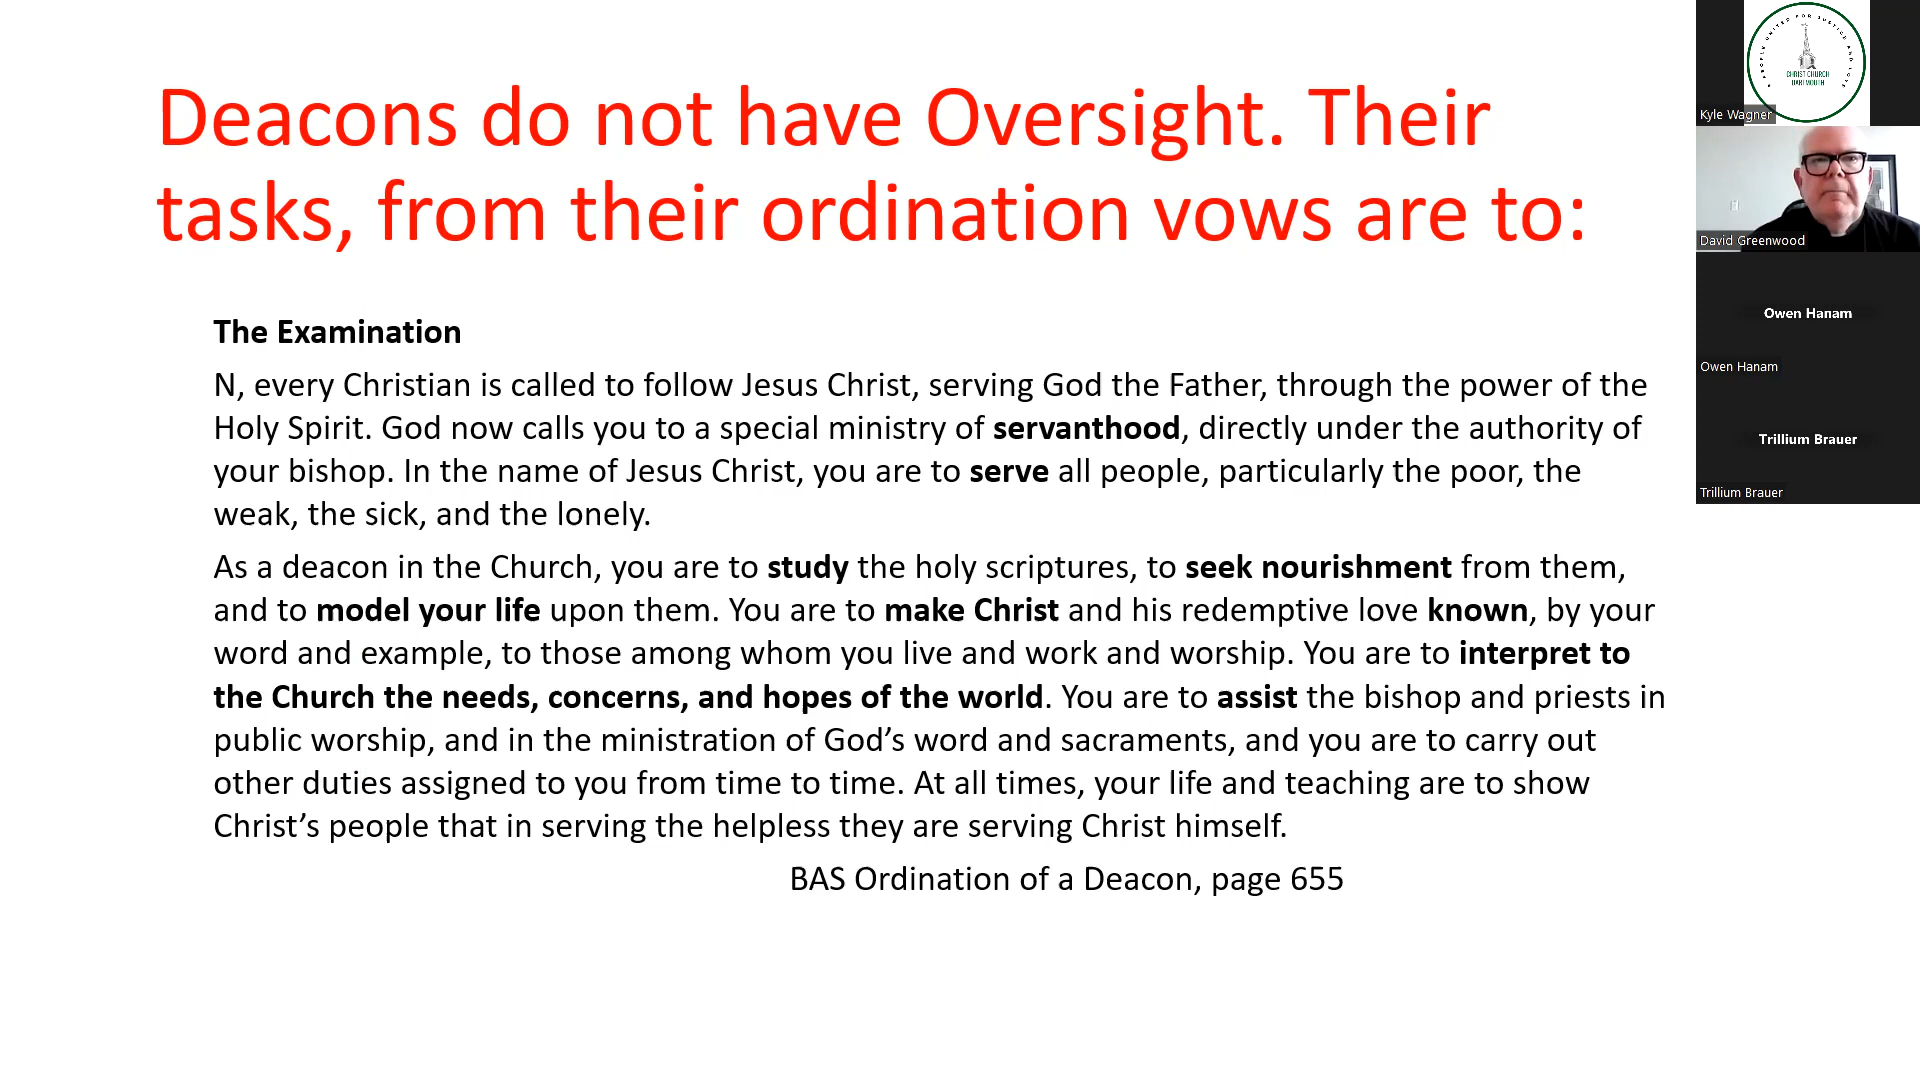 Deacons do not have Oversight. Their
tasks, from their ordination vows are to:
The Examination
N, every Christian is called to follow Jesus Christ, serving God the Father, through the power of the
Holy Spirit. God now calls you to a special ministry of servanthood, directly under the authority of
your bishop. In the name of Jesus Christ, you are to serve all people, particularly the poor, the
weak, the sick, and the lonely.
As a deacon in the Church, you are to study the holy scriptures, to seek nourishment from them,
and to model your life upon them. You are to make Christ and his redemptive love known, by your
word and example, to those among whom you live and work and worship. You are to interpret to
the Church the needs, concerns, and hopes of the world. You are to assist the bishop and priests in
public worship, and in the ministration of God’s word and sacraments, and you are to carry out
other duties assigned to you from time to time. At all times, your life and teaching are to show
Christ’s people that in serving the helpless they are serving Christ himself.
BAS Ordination of a Deacon, page 655
PEOPLE UNITED FOR JUSTICE AND LOVE
CHRIST CHURCH
DARTMOUTH
Kyle Wagner
David Greenwood
Owen Hanam
Owen Hanam
Trillium Brauer
Trillium Brauer